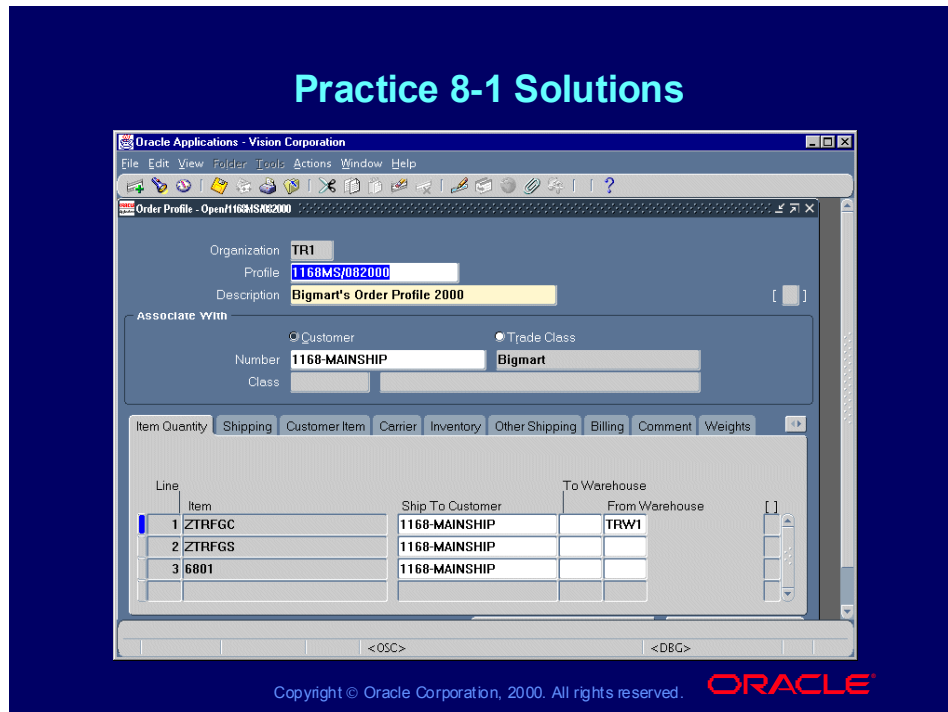 Practice 8-1 Solutions
Oracle Applications - Vision Corporation
File Edit View Folder Tools Actions Window Help
Order Profile - Open/1168MS/082000
Organization TR1
Profile 1168MS/082000
Description Bigmart's Order Profile 2000 [ ]
Associate With
Customer Trade Class
Number 1168-MAINSHIP Bigmart
Class
Item Quantity Shipping Customer Item Carrier Inventory Other Shipping Billing Comment Weights
Line To Warehouse
Item Ship To Customer From Warehouse [ ]
1 ZTRFGC 1168-MAINSHIP TRW1
2 ZTRFGS 1168-MAINSHIP
3 6801 1168-MAINSHIP
<OSC> <DBG>
Copyright © Oracle Corporation, 2000. All rights reserved. ORACLE®